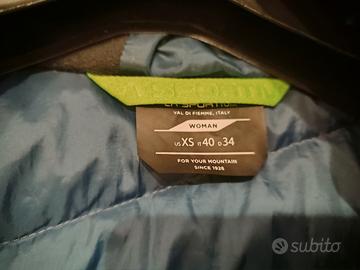 LA SPORTIVA
VAL DI FIEMME, ITALY
WOMAN
US XS IT 40 D 34
FOR YOUR MOUNTAIN
SINCE 1928
subito